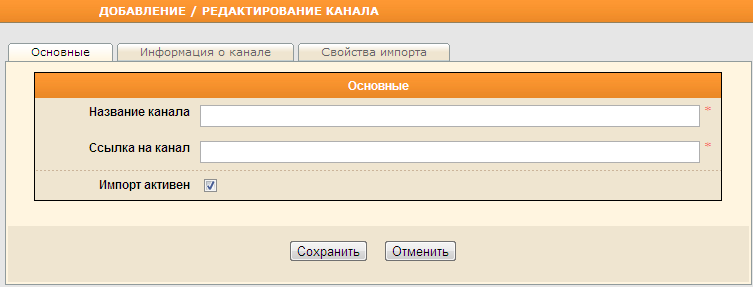 ДОБАВЛЕНИЕ / РЕДАКТИРОВАНИЕ КАНАЛА
Основные Информация о канале Свойства импорта
Основные
Название канала *
Ссылка на канал *
Импорт активен
Сохранить Отменить